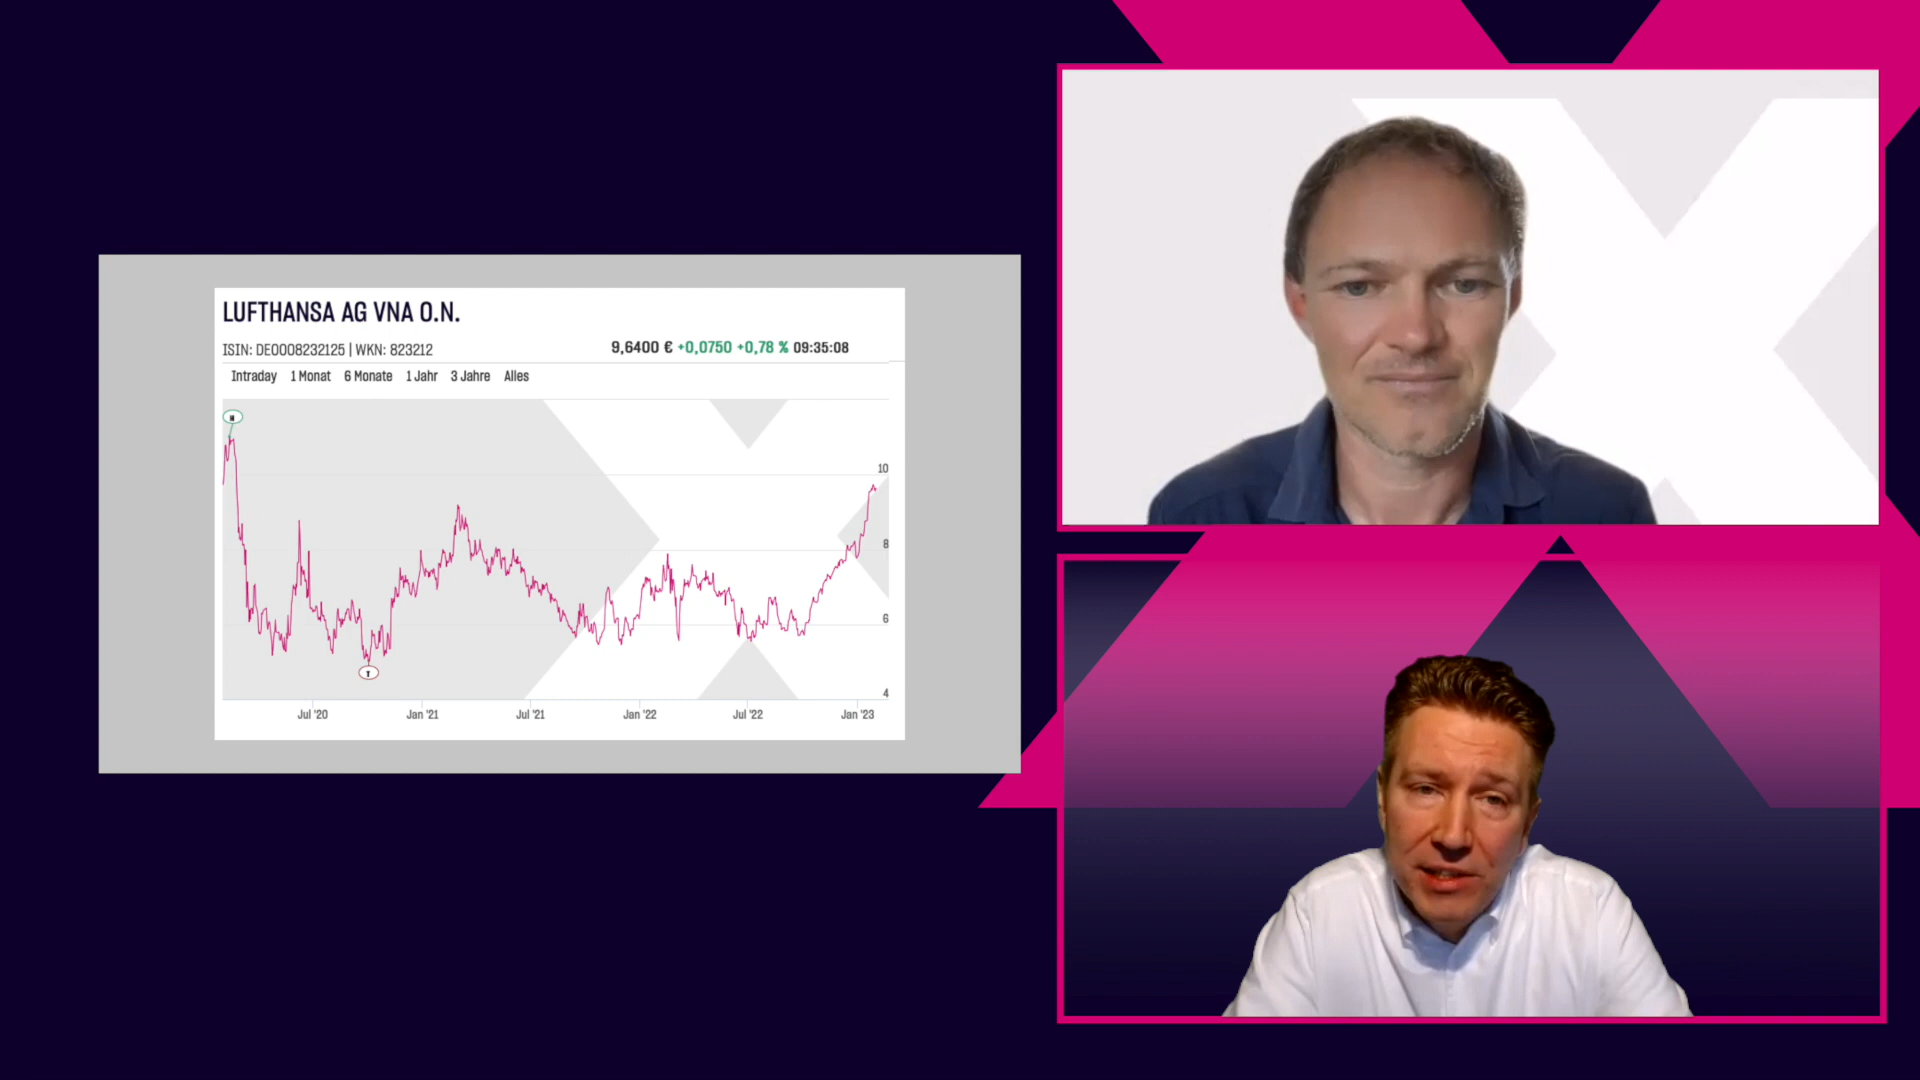 LUFTHANSA AG VNA O.N.
ISIN: DE0008232125 | WKN: 823212
9,6400 € +0,0750 +0,78 % 09:35:08
Intraday 1 Monat 6 Monate 1 Jahr 3 Jahre Alles
H
10
8
6
T
4
Jul '20 Jan '21 Jul '21 Jan '22 Jul '22 Jan '23